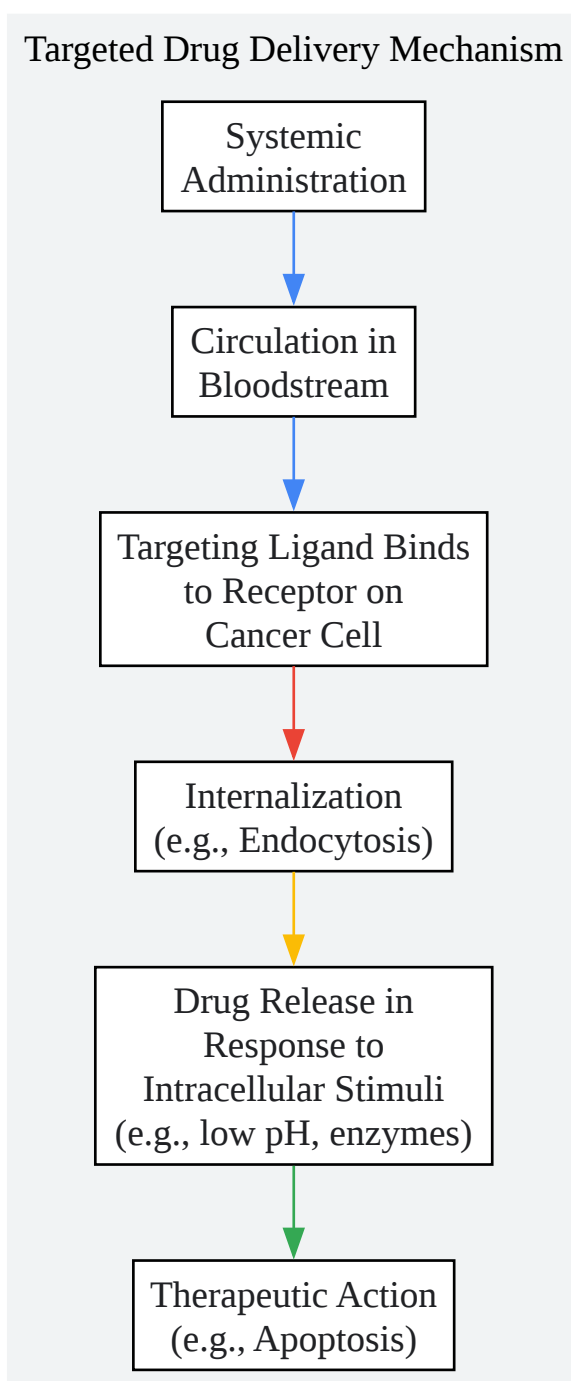 Targeted Drug Delivery Mechanism
Systemic
Administration
Circulation in
Bloodstream
Targeting Ligand Binds
to Receptor on
Cancer Cell
Internalization
(e.g., Endocytosis)
Drug Release in
Response to
Intracellular Stimuli
(e.g., low pH, enzymes)
Therapeutic Action
(e.g., Apoptosis)